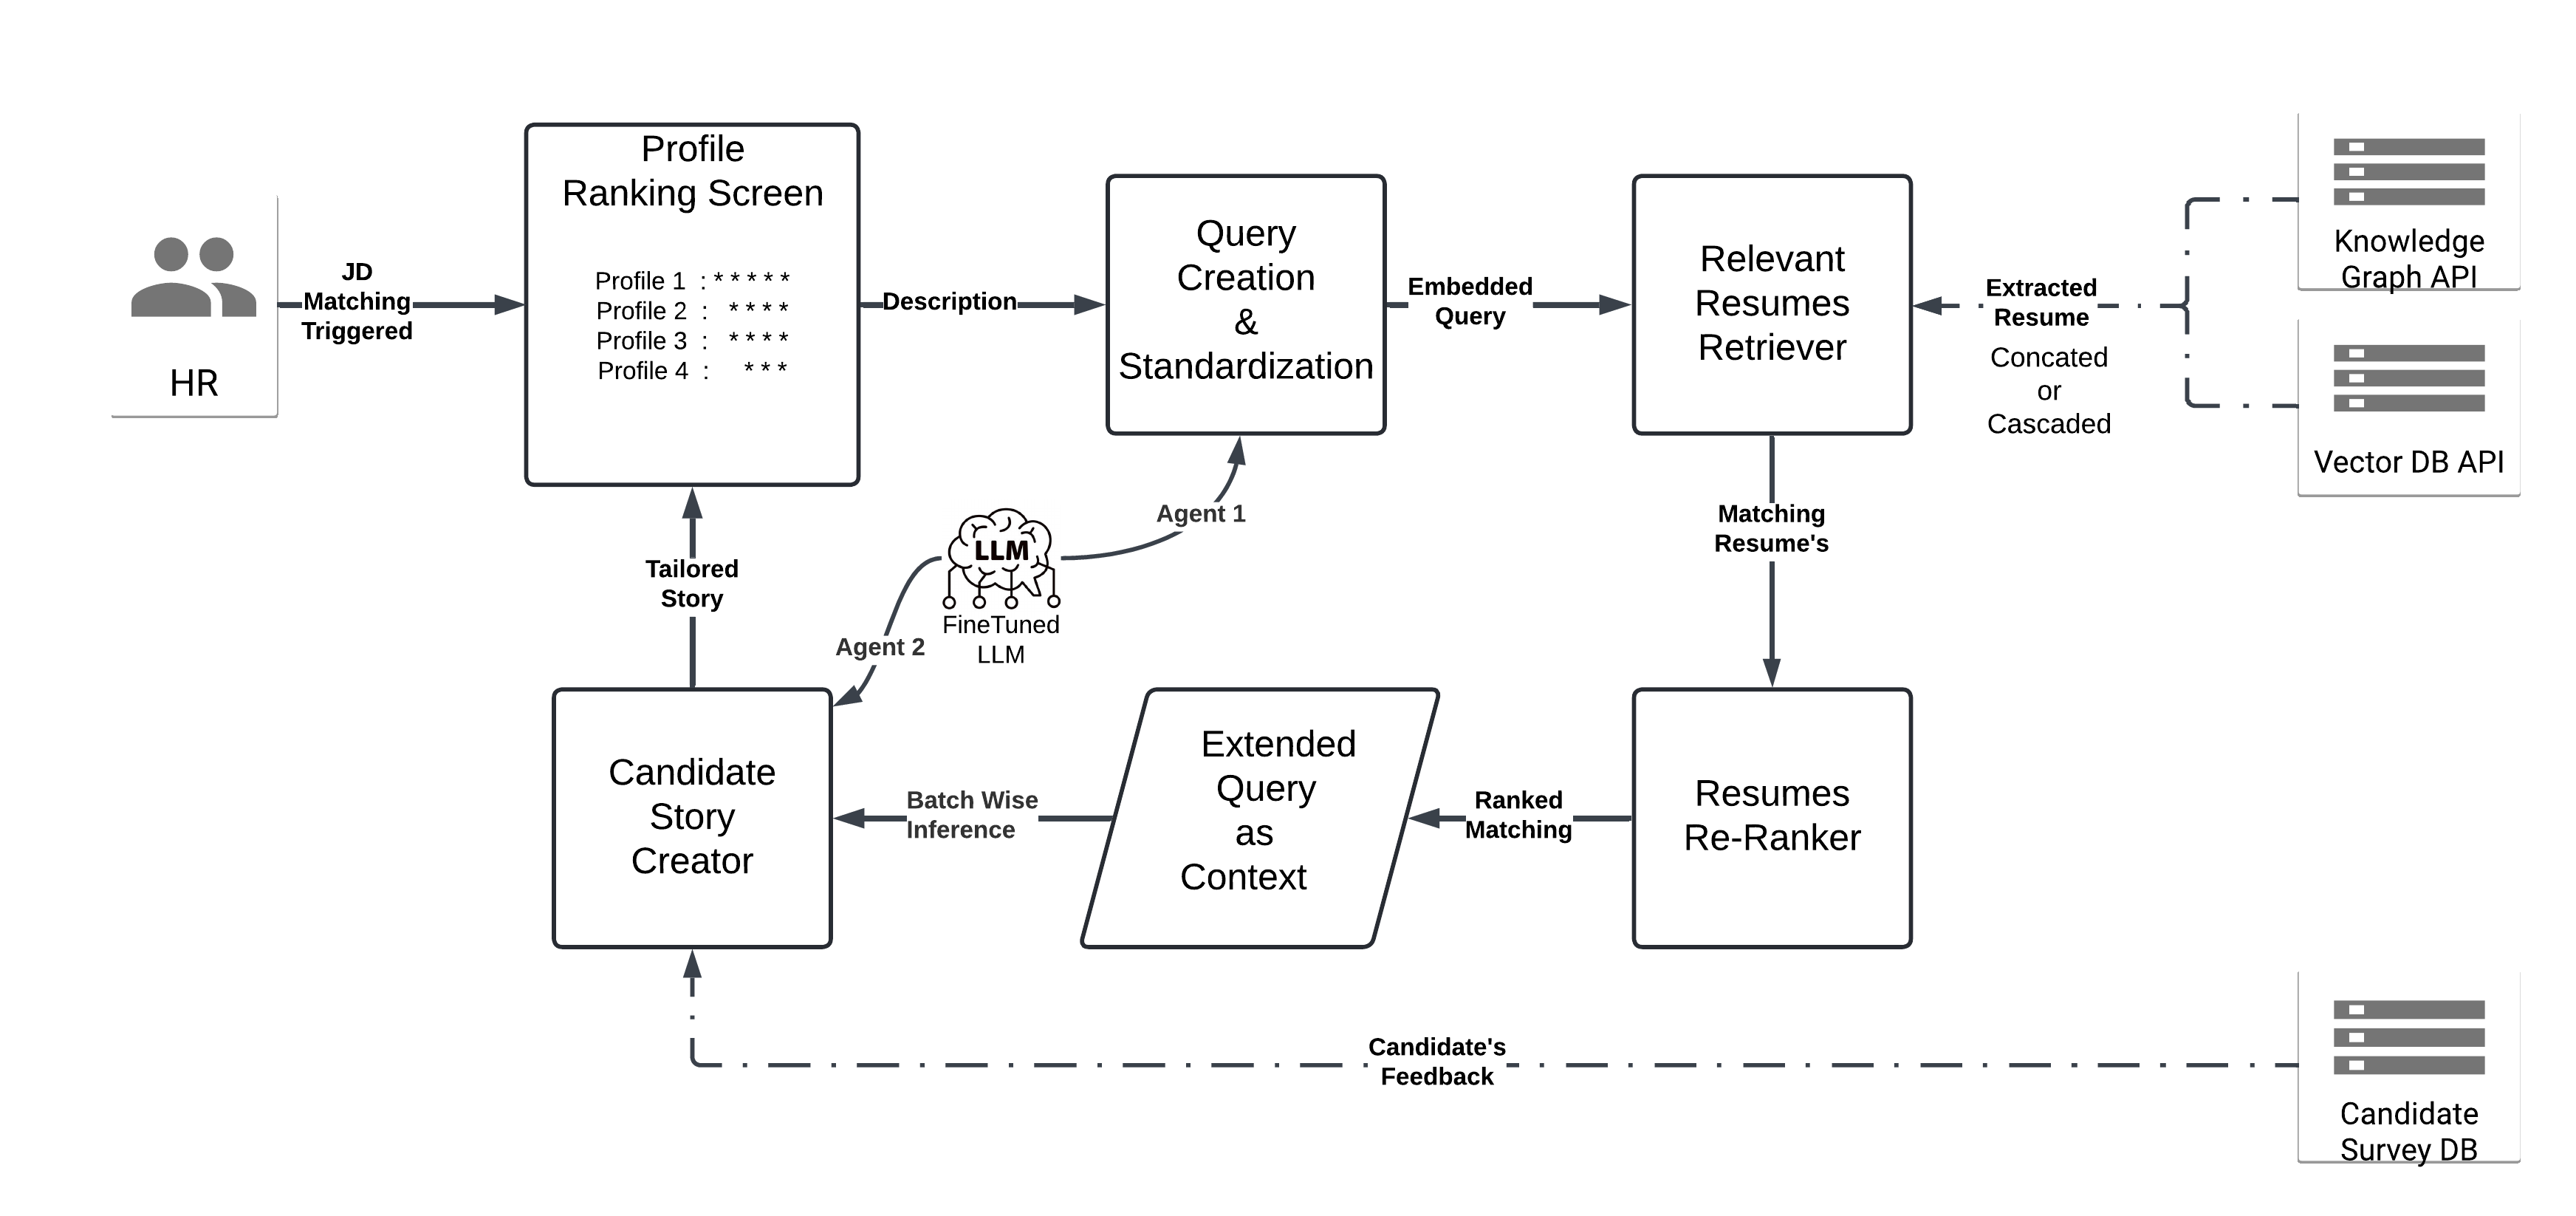 HR
JD
Matching
Triggered
Profile
Ranking Screen
Profile 1  : * * * * *
Profile 2  :   * * * *
Profile 3  :   * * * *
Profile 4  :     * * *
Description
Query
Creation
&
Standardization
Embedded
Query
Relevant
Resumes
Retriever
Extracted
Resume
Concated
or
Cascaded
Knowledge
Graph API
Vector DB API
Matching
Resume's
Agent 1
LLM
FineTuned
LLM
Agent 2
Tailored
Story
Candidate
Story
Creator
Batch Wise
Inference
Extended
Query
as
Context
Ranked
Matching
Resumes
Re-Ranker
Candidate's
Feedback
Candidate
Survey DB